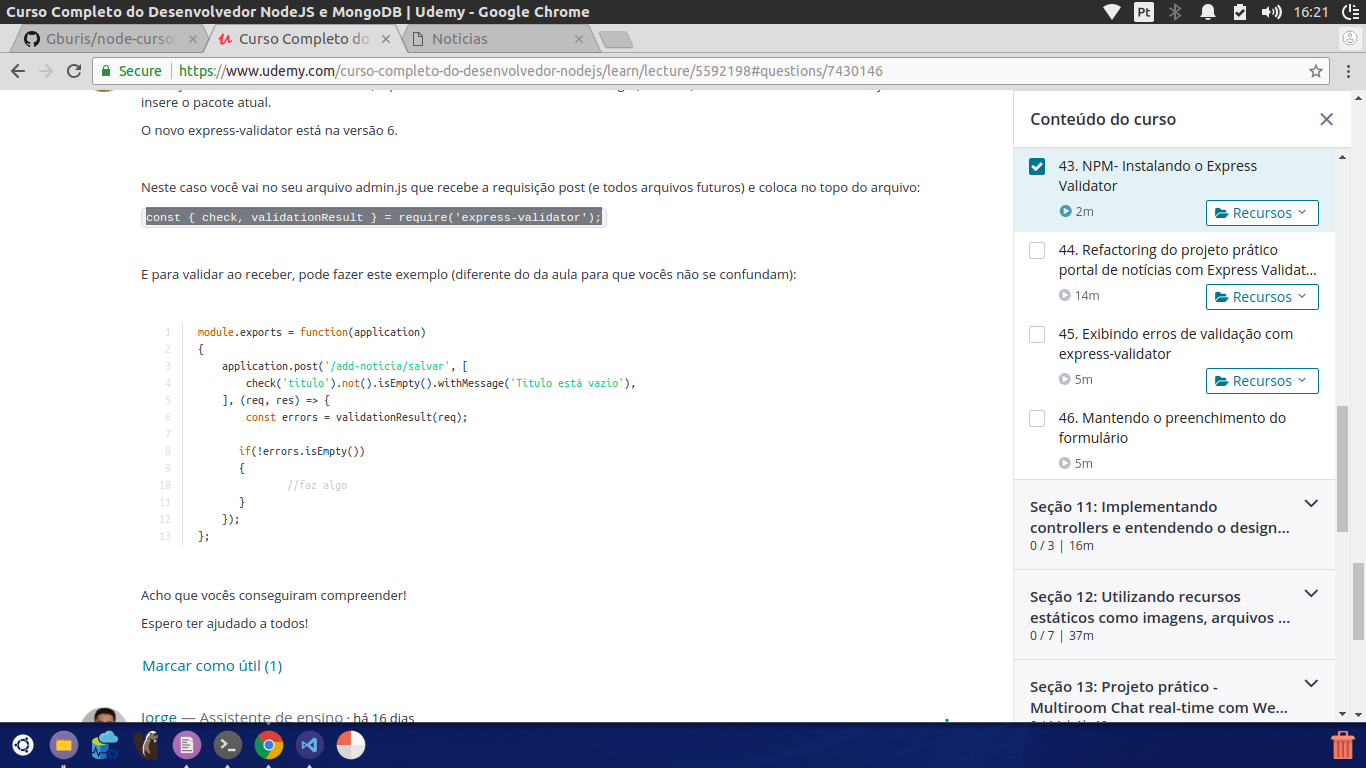 Curso Completo do Desenvolvedor NodeJS e MongoDB | Udemy - Google Chrome
Pt
16:21
Gburis/node-curso
Curso Completo do
Noticias
Secure
https://www.udemy.com/curso-completo-do-desenvolvedor-nodejs/learn/lecture/5592198#questions/7430146
insere o pacote atual.
O novo express-validator está na versão 6.
Neste caso você vai no seu arquivo admin.js que recebe a requisição post (e todos arquivos futuros) e coloca no topo do arquivo:
const { check, validationResult } = require('express-validator');
E para validar ao receber, pode fazer este exemplo (diferente do da aula para que vocês não se confundam):
1 module.exports = function(application)
2 {
3 application.post('/add-noticia/salvar', [
4 check('titulo').not().isEmpty().withMessage('Título está vazio'),
5 ], (req, res) => {
6 const errors = validationResult(req);
7
8 if(!errors.isEmpty())
9 {
10 //faz algo
11 }
12 });
13 };
Acho que vocês conseguiram compreender!
Espero ter ajudado a todos!
Marcar como útil (1)
Jorge — Assistente de ensino · há 16 dias
Conteúdo do curso
43. NPM- Instalando o Express
Validator
2m
Recursos
44. Refactoring do projeto prático
portal de notícias com Express Validat...
14m
Recursos
45. Exibindo erros de validação com
express-validator
5m
Recursos
46. Mantendo o preenchimento do
formulário
5m
Seção 11: Implementando
controllers e entendendo o design...
0 / 3 | 16m
Seção 12: Utilizando recursos
estáticos como imagens, arquivos ...
0 / 7 | 37m
Seção 13: Projeto prático -
Multiroom Chat real-time com We...